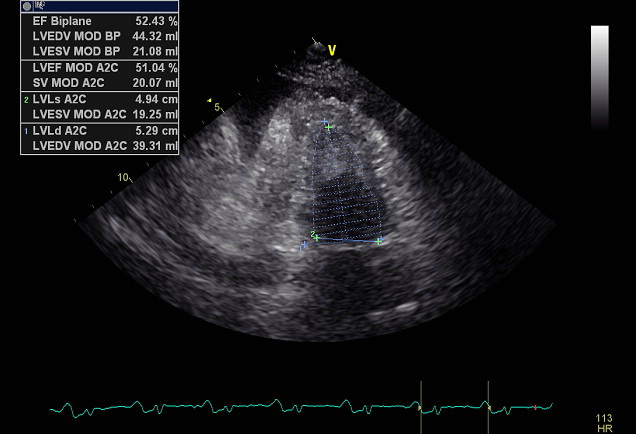 EF Biplane 52.43 %
LVEDV MOD BP 44.32 ml
LVESV MOD BP 21.08 ml
LVEF MOD A2C 51.04 %
SV MOD A2C 20.07 ml
2 LVLs A2C 4.94 cm
LVESV MOD A2C 19.25 ml
1 LVLd A2C 5.29 cm
LVEDV MOD A2C 39.31 ml
V
5
10
2
113
HR